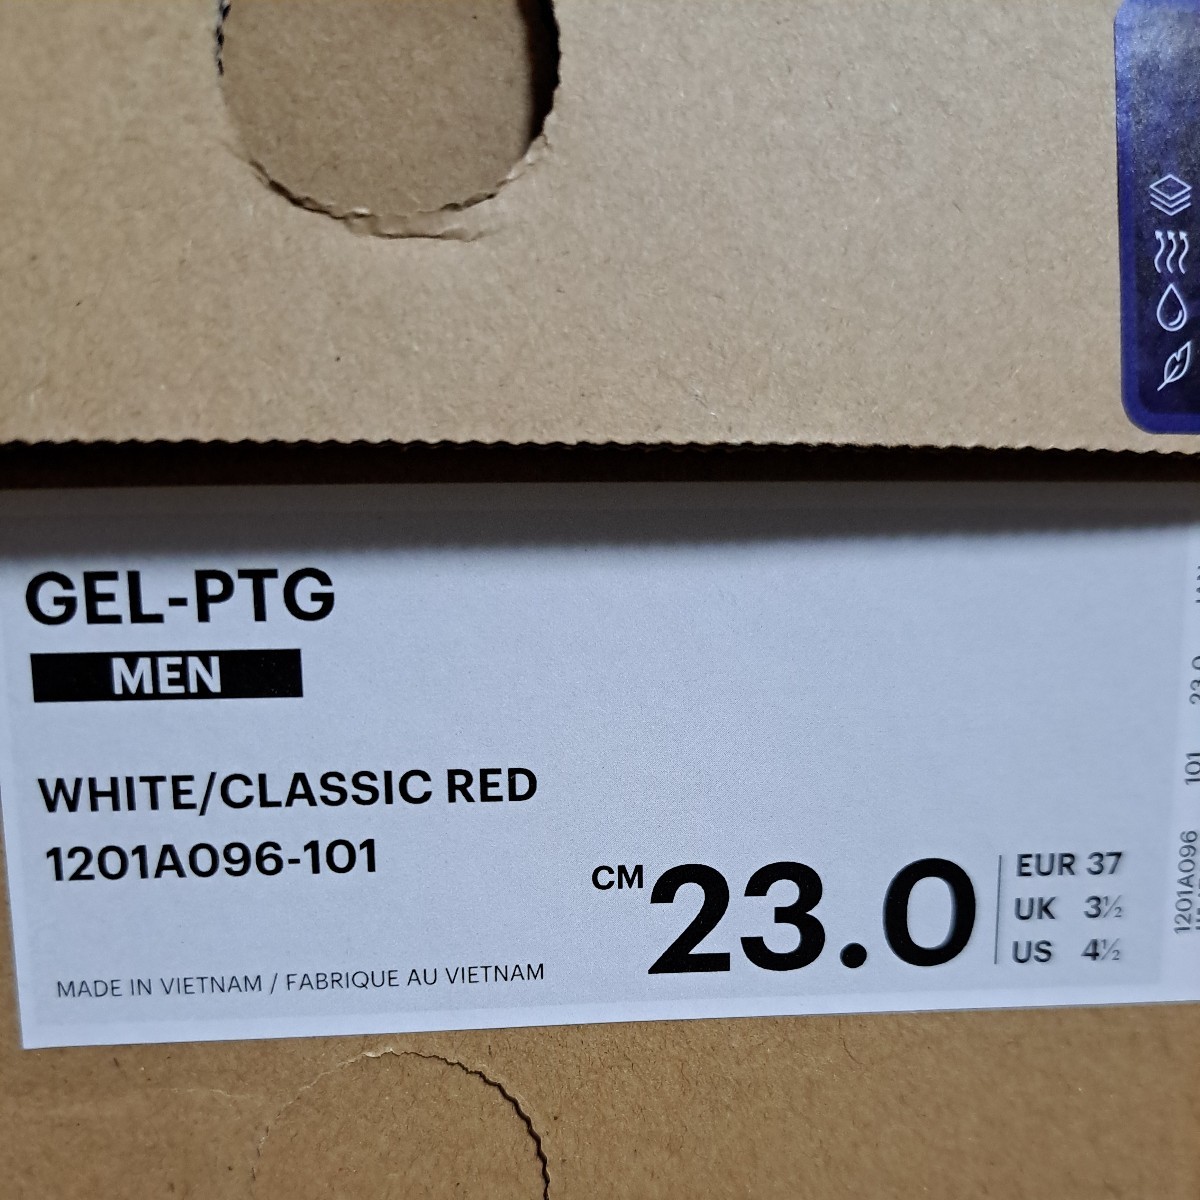 GEL-PTG
MEN
WHITE/CLASSIC RED
1201A096-101
MADE IN VIETNAM / FABRIQUE AU VIETNAM
CM 23.0
EUR 37
UK 3½
US 4½
1201A096 101 23.0